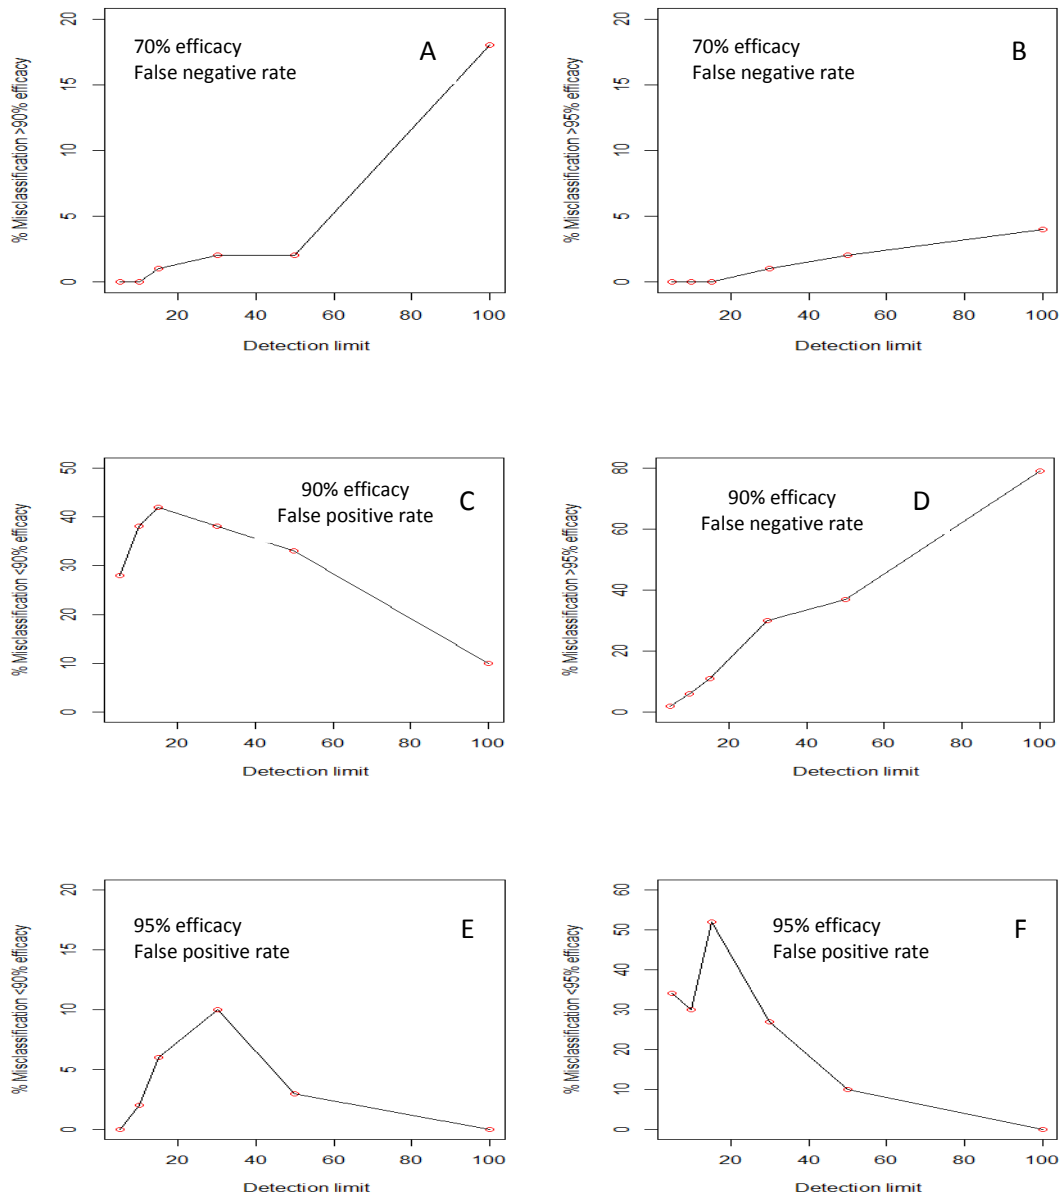 70% efficacy
False negative rate
A
% Misclassification >90% efficacy
0
5
10
15
20
20
40
60
80
100
Detection limit
70% efficacy
False negative rate
B
% Misclassification >95% efficacy
0
5
10
15
20
20
40
60
80
100
Detection limit
90% efficacy
False positive rate
C
% Misclassification <90% efficacy
0
10
20
30
40
50
20
40
60
80
100
Detection limit
90% efficacy
False negative rate
D
% Misclassification >95% efficacy
0
20
40
60
80
20
40
60
80
100
Detection limit
95% efficacy
False positive rate
E
% Misclassification <90% efficacy
0
5
10
15
20
20
40
60
80
100
Detection limit
95% efficacy
False positive rate
F
% Misclassification <95% efficacy
0
10
20
30
40
50
60
20
40
60
80
100
Detection limit